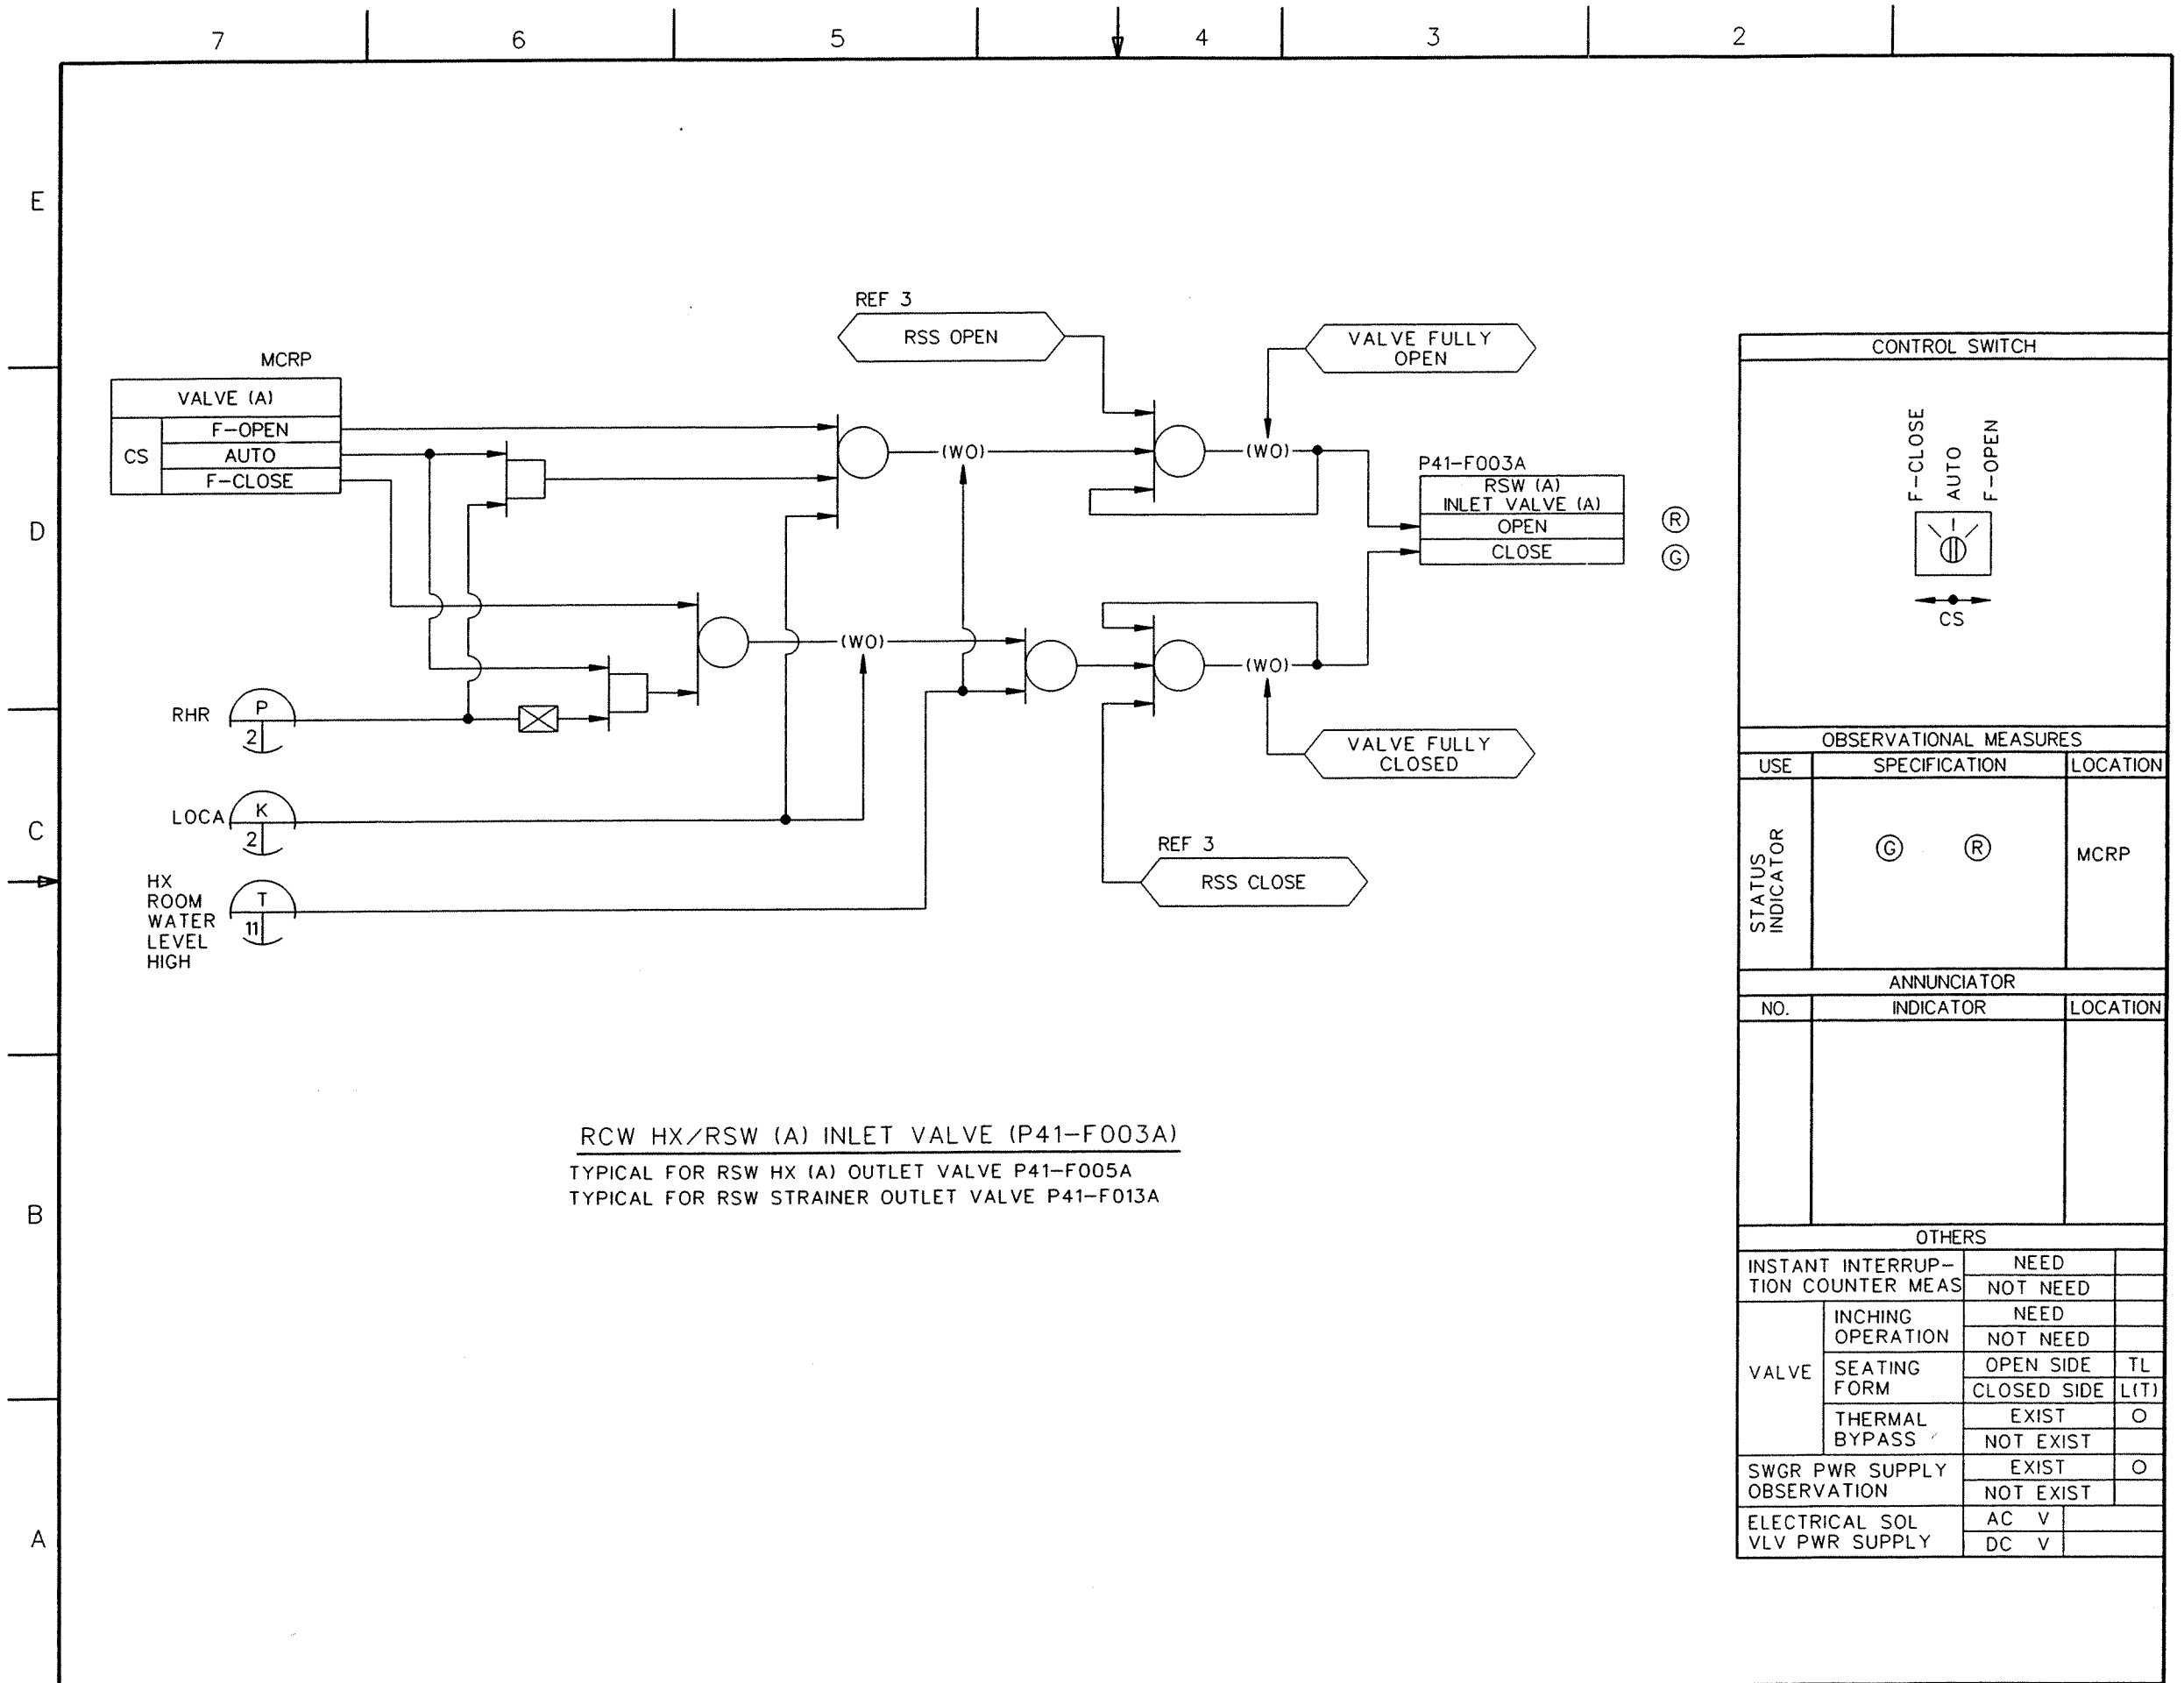 7 6 5 4 3 2
E
D
C
B
A
REF 3
RSS OPEN
VALVE FULLY
OPEN
MCRP
VALVE (A)
CS
F-OPEN
AUTO
F-CLOSE
(WO)
(WO)
P41-F003A
RSW (A)
INLET VALVE (A)
OPEN
CLOSE
R
G
(WO)
(WO)
RHR
P
2
VALVE FULLY
CLOSED
LOCA
K
2
REF 3
RSS CLOSE
HX
ROOM
WATER
LEVEL
HIGH
T
11
RCW HX/RSW (A) INLET VALVE (P41-F003A)
TYPICAL FOR RSW HX (A) OUTLET VALVE P41-F005A
TYPICAL FOR RSW STRAINER OUTLET VALVE P41-F013A
CONTROL SWITCH
F-CLOSE
AUTO
F-OPEN
CS
OBSERVATIONAL MEASURES
USE SPECIFICATION LOCATION
STATUS
INDICATOR
G R
MCRP
ANNUNCIATOR
NO. INDICATOR LOCATION
OTHERS
INSTANT INTERRUP-
TION COUNTER MEAS
NEED
NOT NEED
VALVE
INCHING
OPERATION
NEED
NOT NEED
SEATING
FORM
OPEN SIDE TL
CLOSED SIDE L(T)
THERMAL
BYPASS
EXIST O
NOT EXIST
SWGR PWR SUPPLY
OBSERVATION
EXIST O
NOT EXIST
ELECTRICAL SOL
VLV PWR SUPPLY
AC V
DC V